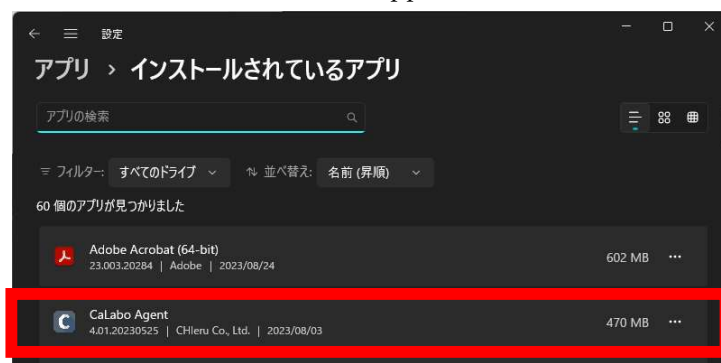 設定
アプリ › インストールされているアプリ
アプリの検索
フィルター: すべてのドライブ 並べ替え: 名前 (昇順)
60 個のアプリが見つかりました
Adobe Acrobat (64-bit)
602 MB
23.003.20284 | Adobe | 2023/08/24
CaLabo Agent
470 MB
4.01.20230525 | CHIeru Co., Ltd. | 2023/08/03